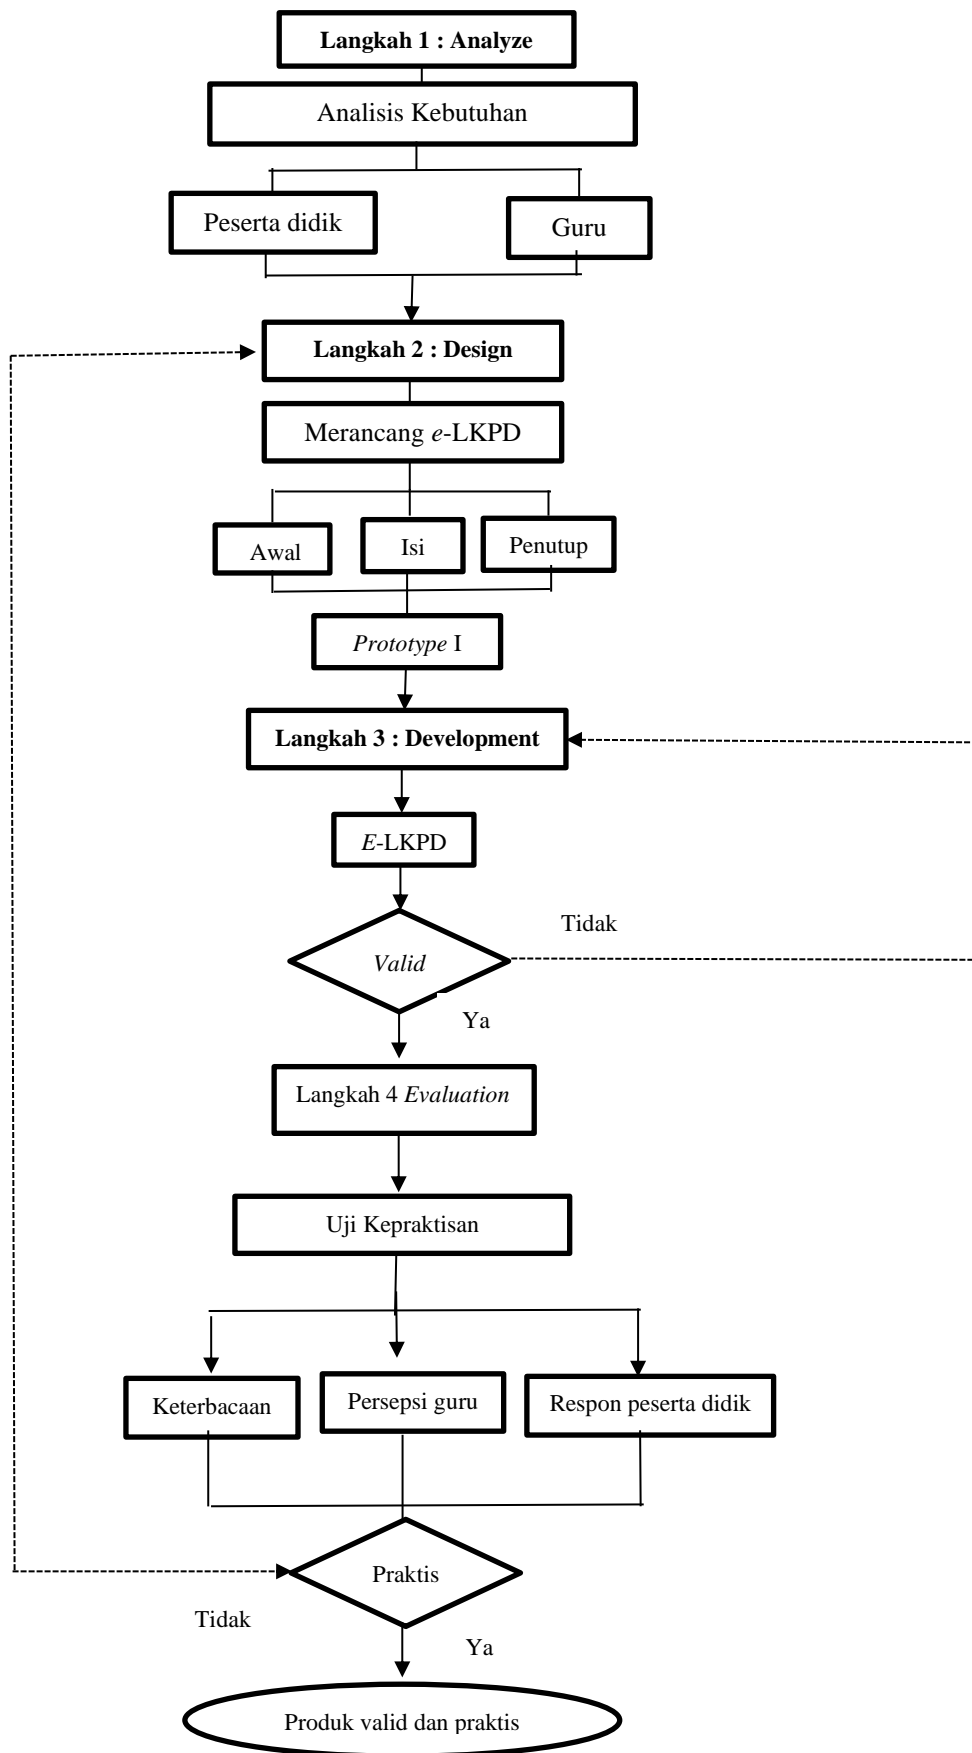 Langkah 1 : Analyze
Analisis Kebutuhan
Peserta didik
Guru
Langkah 2 : Design
Merancang e-LKPD
Awal
Isi
Penutup
Prototype I
Langkah 3 : Development
E-LKPD
Tidak
Valid
Ya
Langkah 4 Evaluation
Uji Kepraktisan
Keterbacaan
Persepsi guru
Respon peserta didik
Praktis
Tidak
Ya
Produk valid dan praktis